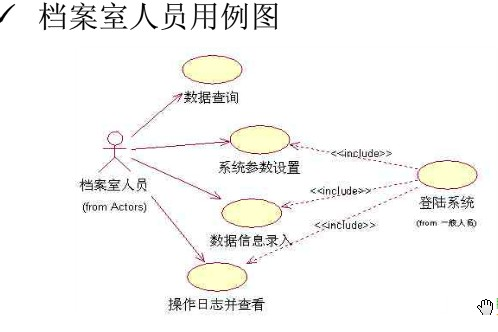 ✓ 档案室人员用例图
数据查询
系统参数设置
<<include>>
档案室人员
(from Actors)
<<include>>
登陆系统
(from 一般人员)
数据信息录入
<<include>>
操作日志并查看